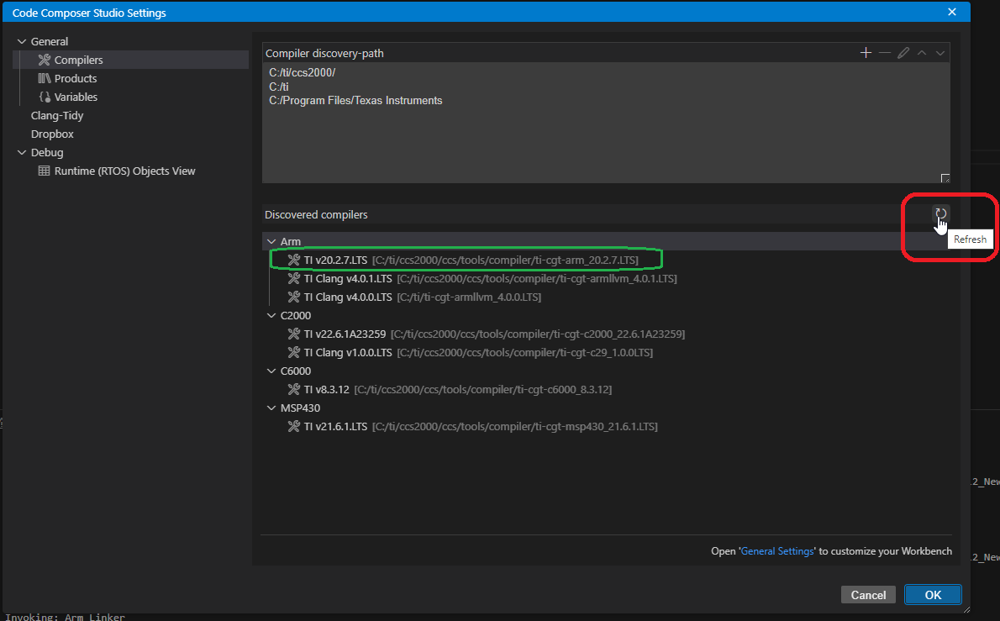 Code Composer Studio Settings
General
Compilers
Products
Variables
Clang-Tidy
Dropbox
Debug
Runtime (RTOS) Objects View
Compiler discovery-path
C:/ti/ccs2000/
C:/ti
C:/Program Files/Texas Instruments
Discovered compilers
Refresh
Arm
TI v20.2.7.LTS [C:/ti/ccs2000/ccs/tools/compiler/ti-cgt-arm_20.2.7.LTS]
TI Clang v4.0.1.LTS [C:/ti/ccs2000/ccs/tools/compiler/ti-cgt-armllvm_4.0.1.LTS]
TI Clang v4.0.0.LTS [C:/ti/ti-cgt-armllvm_4.0.0.LTS]
C2000
TI v22.6.1A23259 [C:/ti/ccs2000/ccs/tools/compiler/ti-cgt-c2000_22.6.1A23259]
TI Clang v1.0.0.LTS [C:/ti/ccs2000/ccs/tools/compiler/ti-cgt-c29_1.0.0LTS]
C6000
TI v8.3.12 [C:/ti/ccs2000/ccs/tools/compiler/ti-cgt-c6000_8.3.12]
MSP430
TI v21.6.1.LTS [C:/ti/ccs2000/ccs/tools/compiler/ti-cgt-msp430_21.6.1.LTS]
2_New
Open 'General Settings' to customize your Workbench
2_New
Cancel
OK
Invoking: Arm Linker